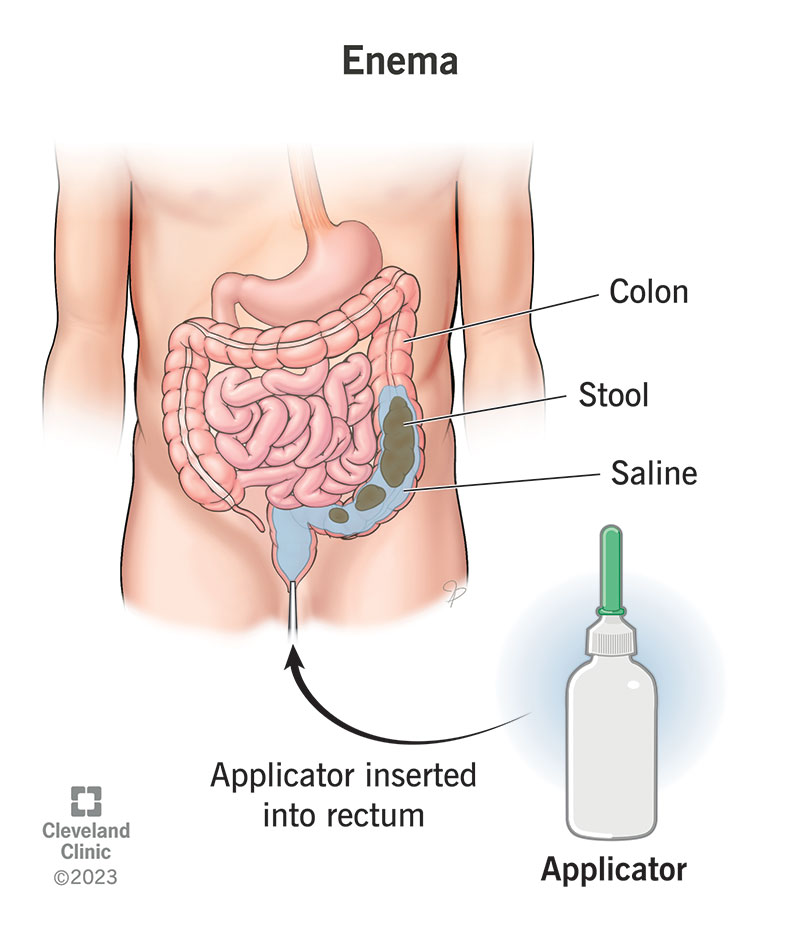 Enema
Colon
Stool
Saline
Applicator inserted
into rectum
Applicator
Cleveland
Clinic
©2023